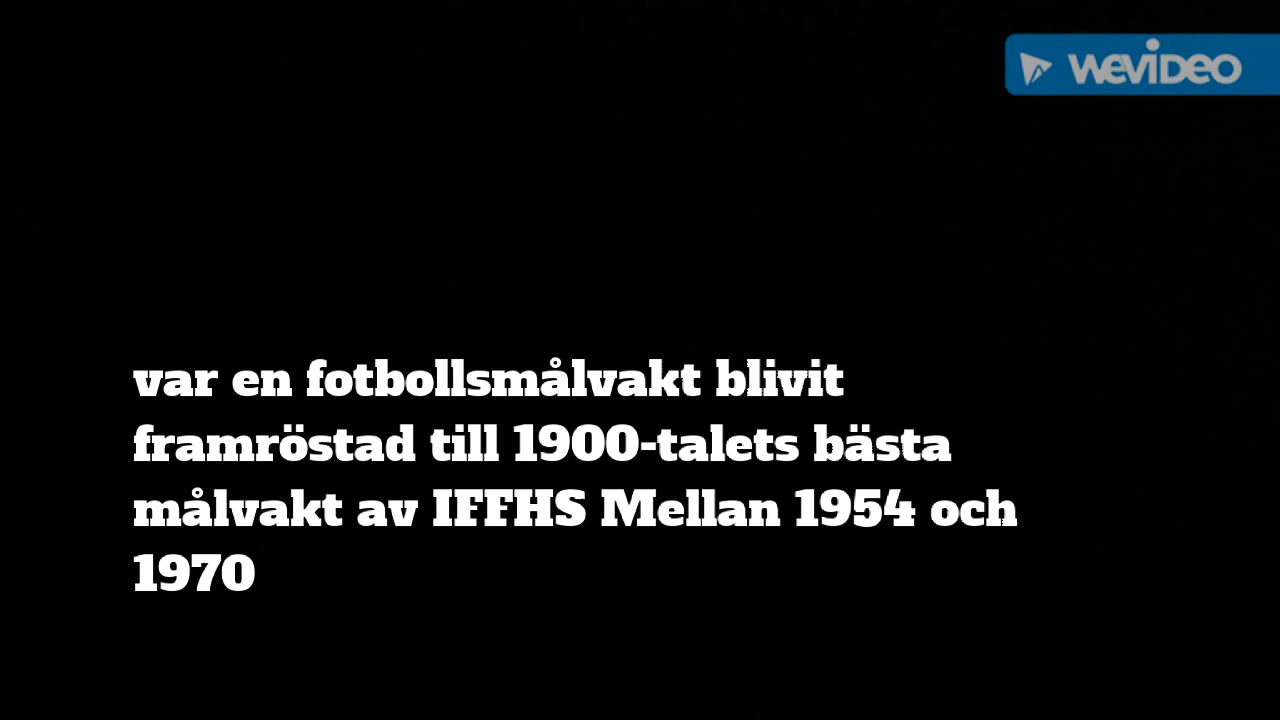 WEVIDEO
var en fotbollsmålvakt blivit
framröstad till 1900-talets bästa
målvakt av IFFHS Mellan 1954 och
1970